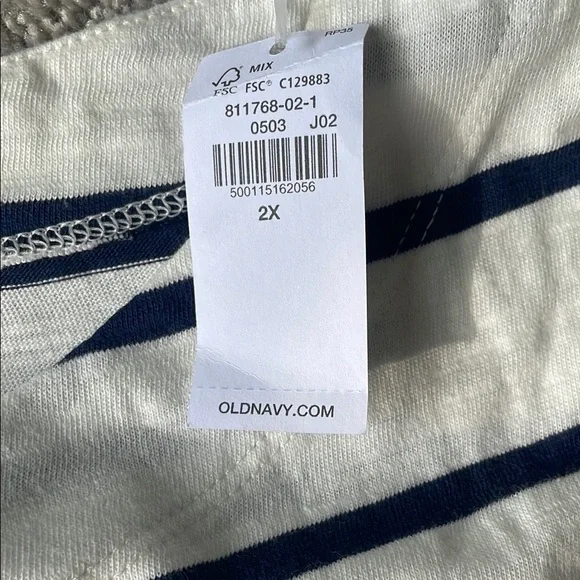 RP35
MIX
FSC FSC® C129883
811768-02-1
0503 J02
500115162056
2X
OLDNAVY.COM